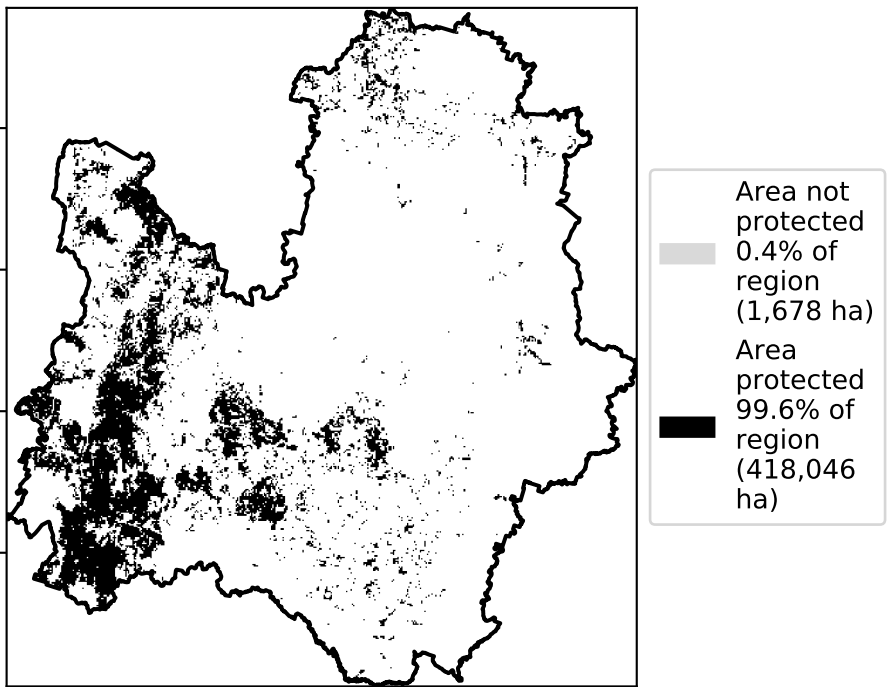 Area not
protected
0.4% of
region
(1,678 ha)
Area
protected
99.6% of
region
(418,046
ha)